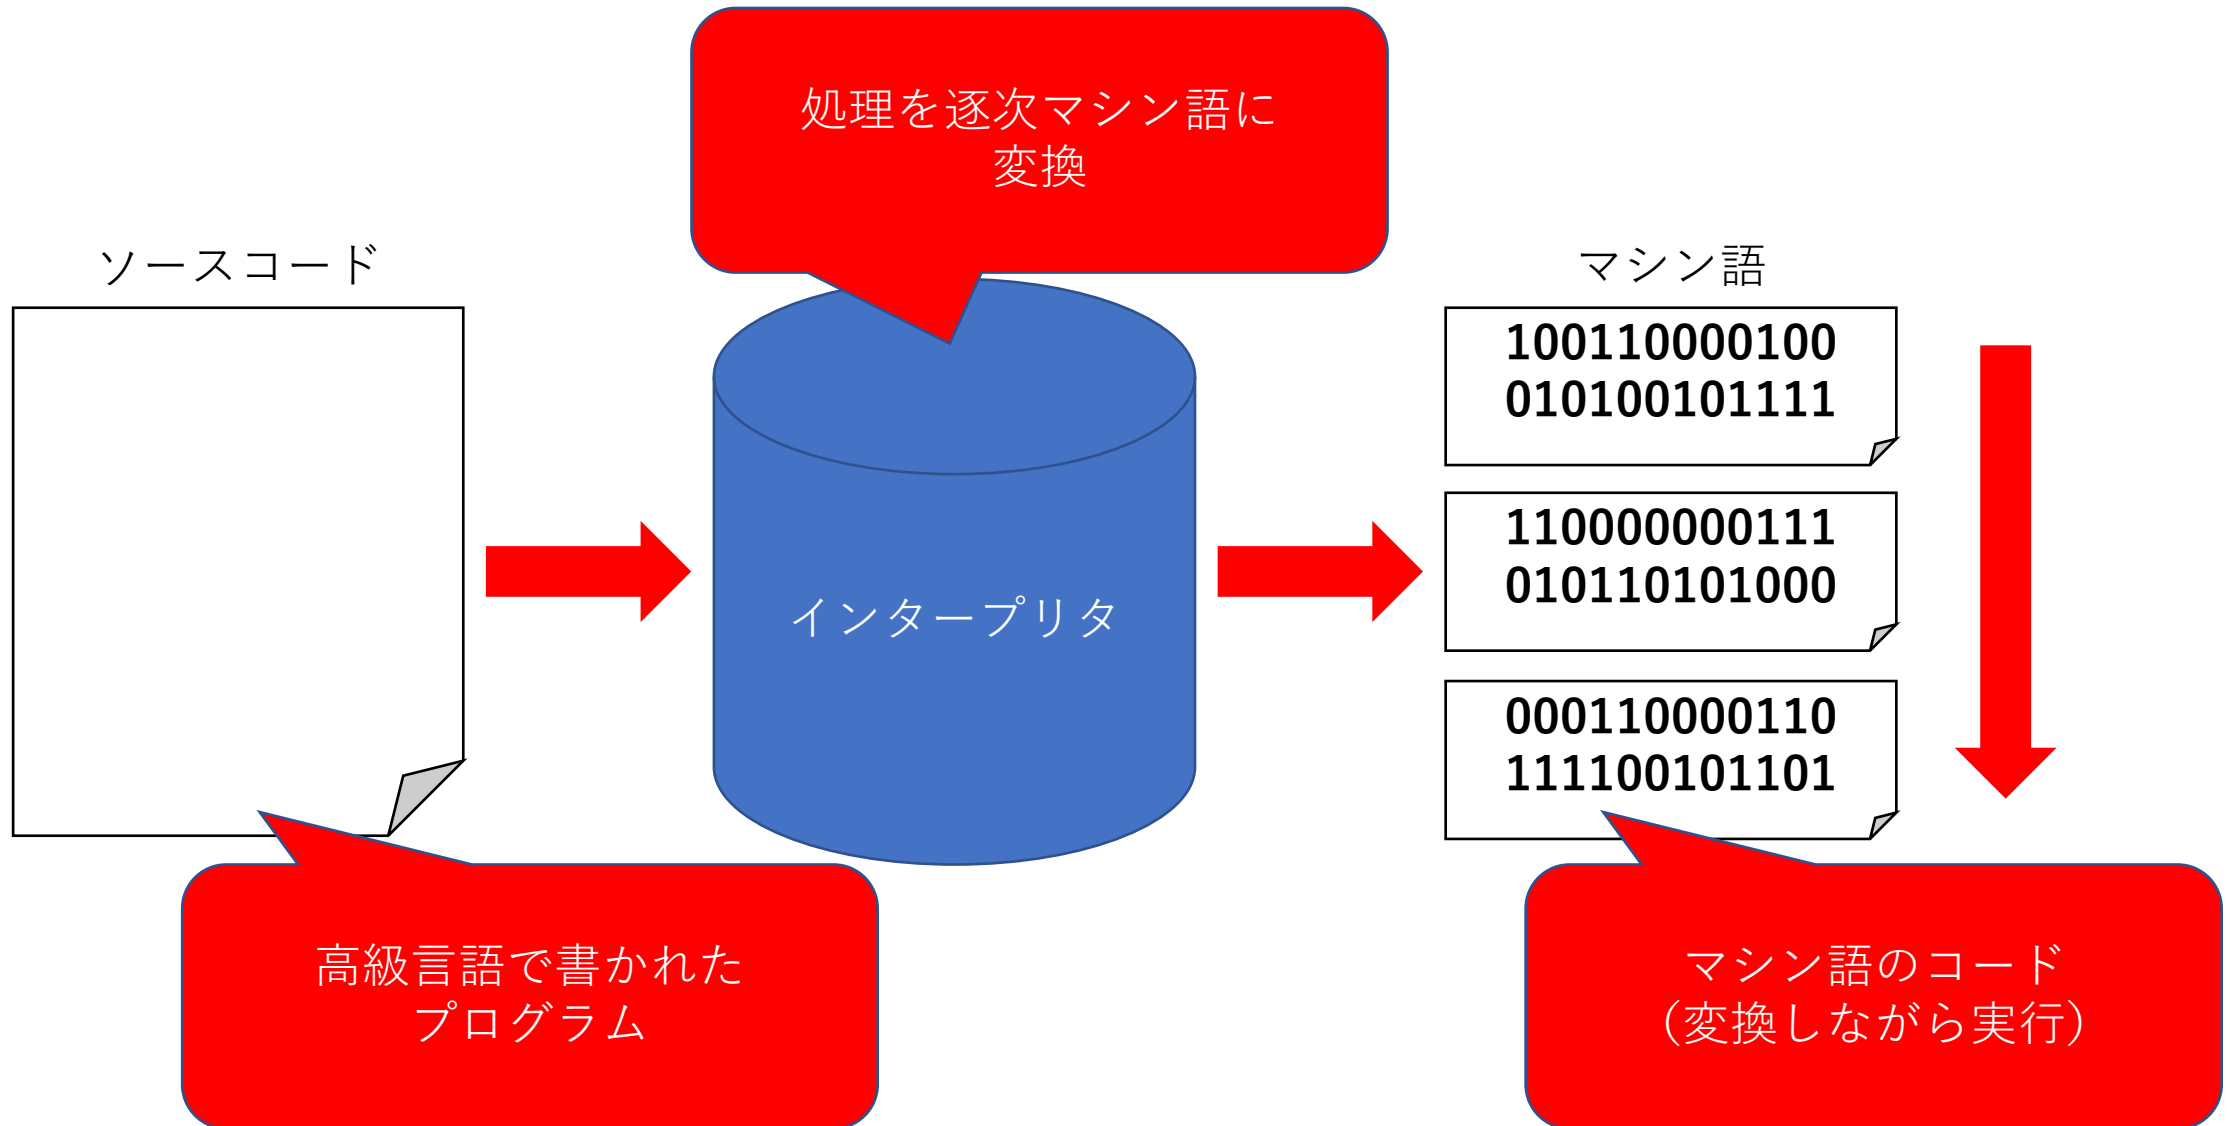 処理を逐次マシン語に
変換
ソースコード
マシン語
100110000100
010100101111
110000000111
010110101000
000110000110
111100101101
インタープリタ
高級言語で書かれた
プログラム
マシン語のコード
（変換しながら実行）